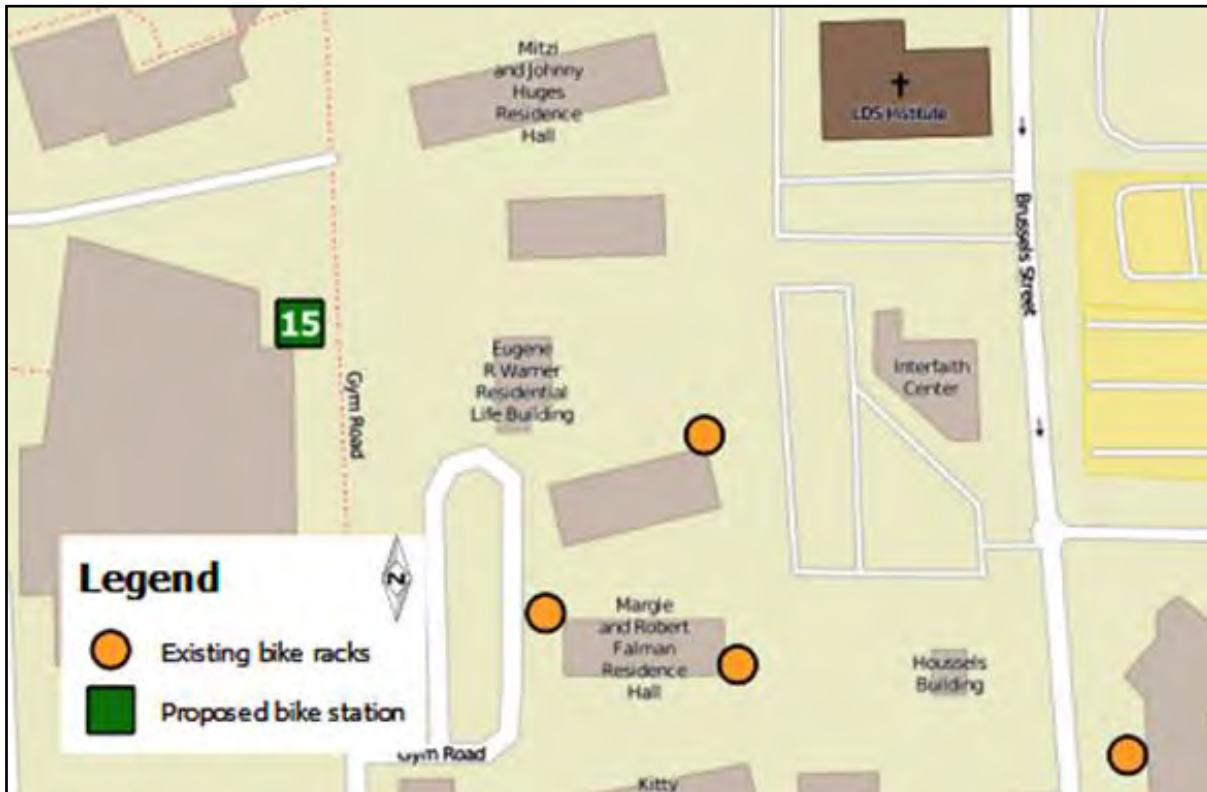 Mitzi
and Johnny
Huges
Residence
Hall
LDS Institute
Brussels Street
15
Gym Road
Eugene
R Warner
Residential
Life Building
Interfaith
Center
Legend
N
Existing bike racks
Proposed bike station
Margie
and Robert
Falman
Residence
Hall
Houssels
Building
Gym Road
Kitty